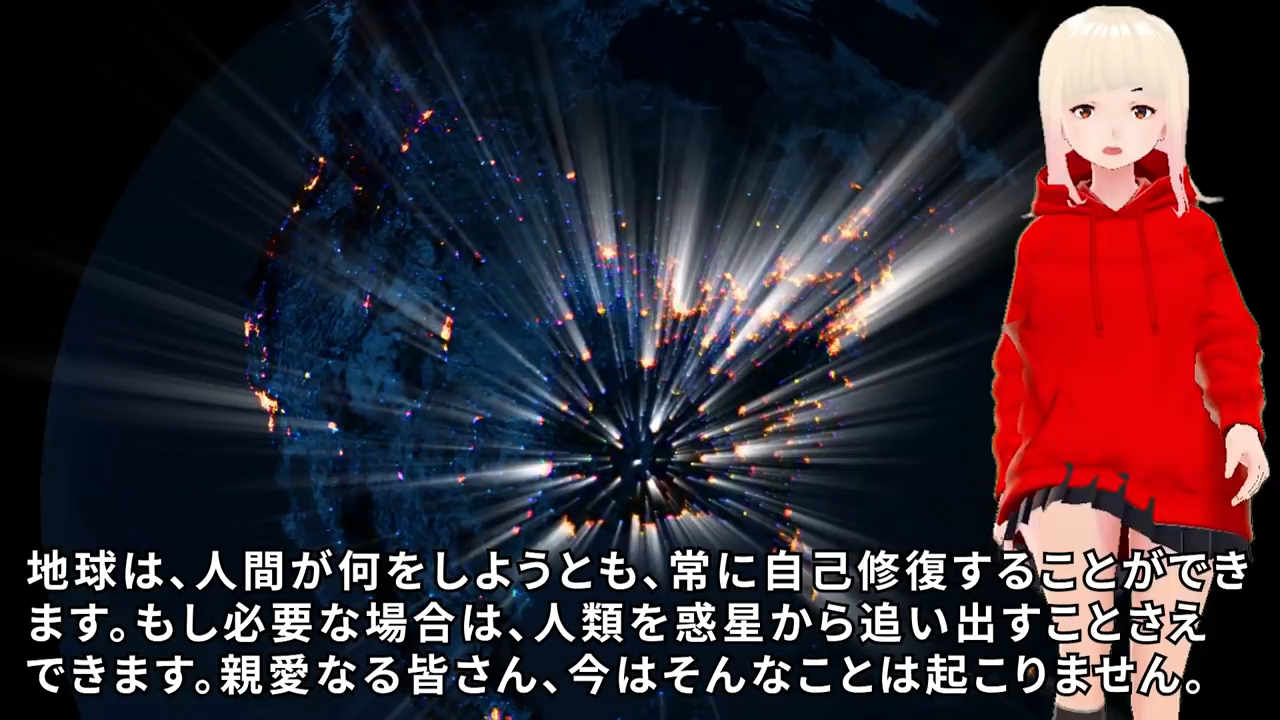 地球は、人間が何をしようとも、常に自己修復することができ
ます。もし必要な場合は、人類を惑星から追い出すことさえ
できます。親愛なる皆さん、今はそんなことは起こりません。